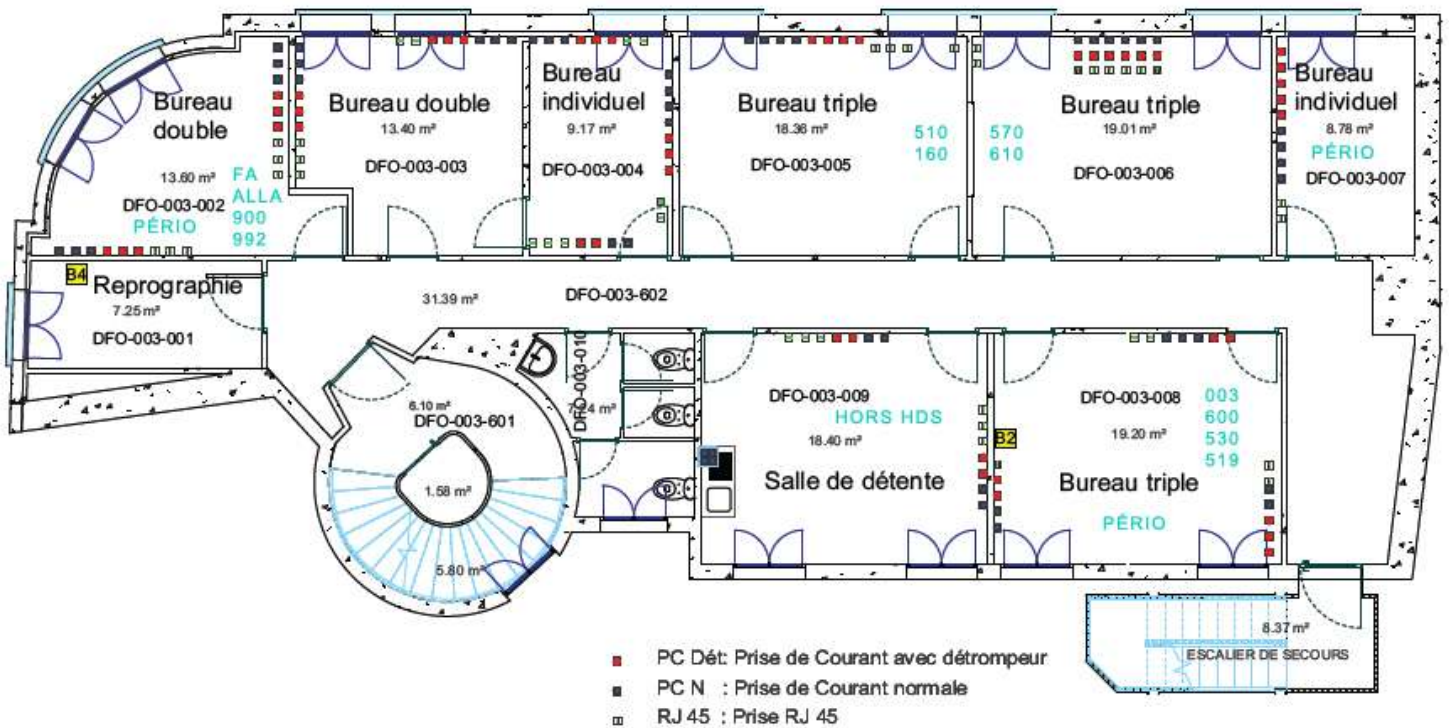 Bureau
double
13.60 m²
DFO-003-002
PÉRIO
FA
ALLA
900
992
Bureau double
13.40 m²
DFO-003-003
Bureau
individuel
9.17 m²
DFO-003-004
Bureau triple
18.36 m²
DFO-003-005
510
160
570
610
Bureau triple
19.01 m²
DFO-003-006
Bureau
individuel
8.78 m²
PÉRIO
DFO-003-007
B4
Reprographie
7.25 m²
DFO-003-001
31.39 m²
DFO-003-602
6.10 m²
DFO-003-601
1.58 m²
5.80 m²
DFO-003-010
DFO-003-009
HORS HDS
18.40 m²
Salle de détente
B2
DFO-003-008
19.20 m²
003
600
530
519
Bureau triple
PÉRIO
8.37 m²
ESCALIER DE SECOURS
PC Dét: Prise de Courant avec détrompeur
PC N : Prise de Courant normale
RJ 45 : Prise RJ 45